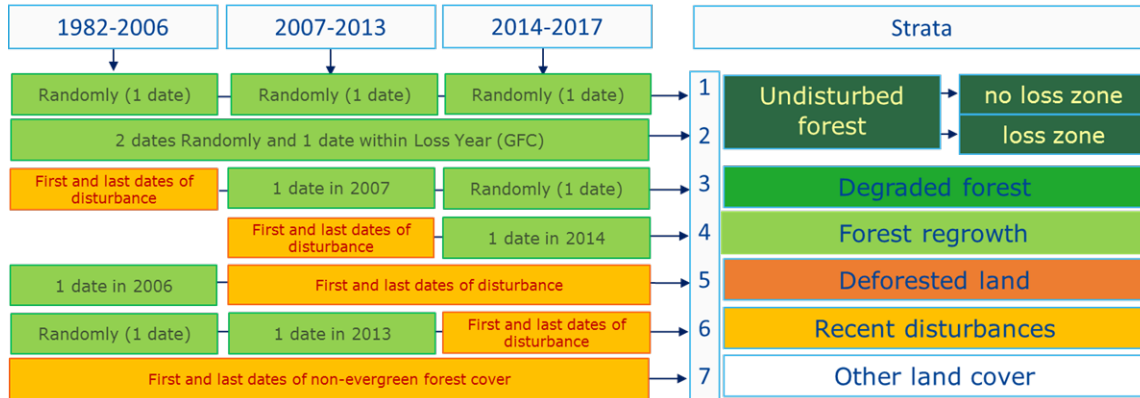 1982-2006
2007-2013
2014-2017
Strata
Randomly (1 date)
Randomly (1 date)
Randomly (1 date)
1
Undisturbed
forest
no loss zone
2 dates Randomly and 1 date within Loss Year (GFC)
2
loss zone
First and last dates of
disturbance
1 date in 2007
Randomly (1 date)
3
Degraded forest
First and last dates of
disturbance
1 date in 2014
4
Forest regrowth
1 date in 2006
First and last dates of disturbance
5
Deforested land
Randomly (1 date)
1 date in 2013
First and last dates of
disturbance
6
Recent disturbances
First and last dates of non-evergreen forest cover
7
Other land cover